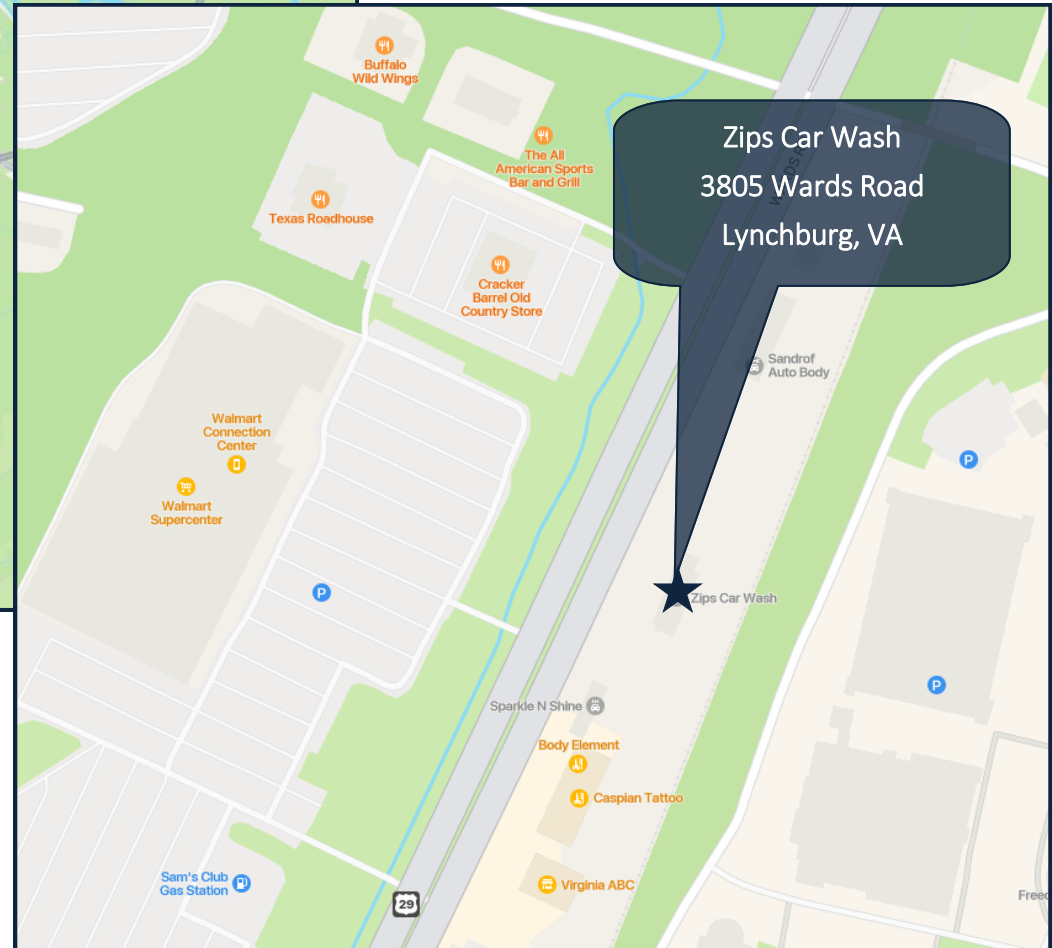 Buffalo
Wild Wings
The All
American Sports
Bar and Grill
Zips Car Wash
3805 Wards Road
Lynchburg, VA
Texas Roadhouse
Cracker
Barrel Old
Country Store
Sandrof
Auto Body
Walmart
Connection
Center
P
Walmart
Supercenter
P
Zips Car Wash
P
Sparkle N Shine
Body Element
Caspian Tattoo
Sam's Club
Gas Station
Virginia ABC
29